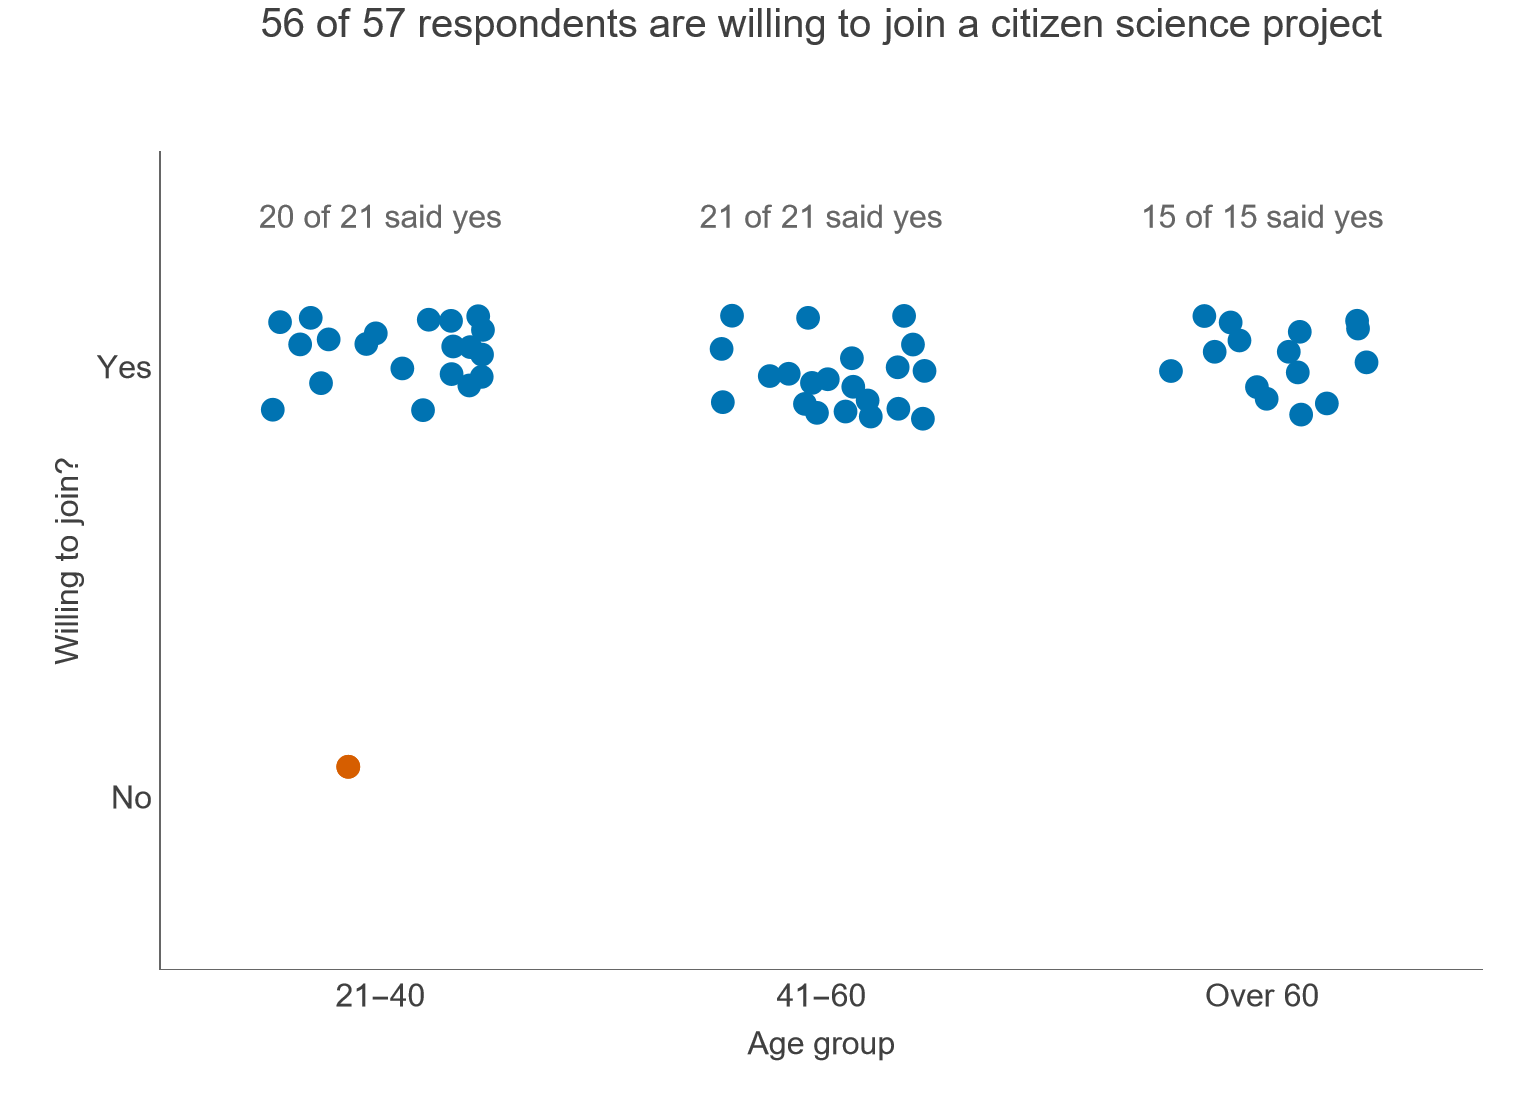 56 of 57 respondents are willing to join a citizen science project
20 of 21 said yes
21 of 21 said yes
15 of 15 said yes
Yes
Willing to join?
No
21–40
41–60
Over 60
Age group